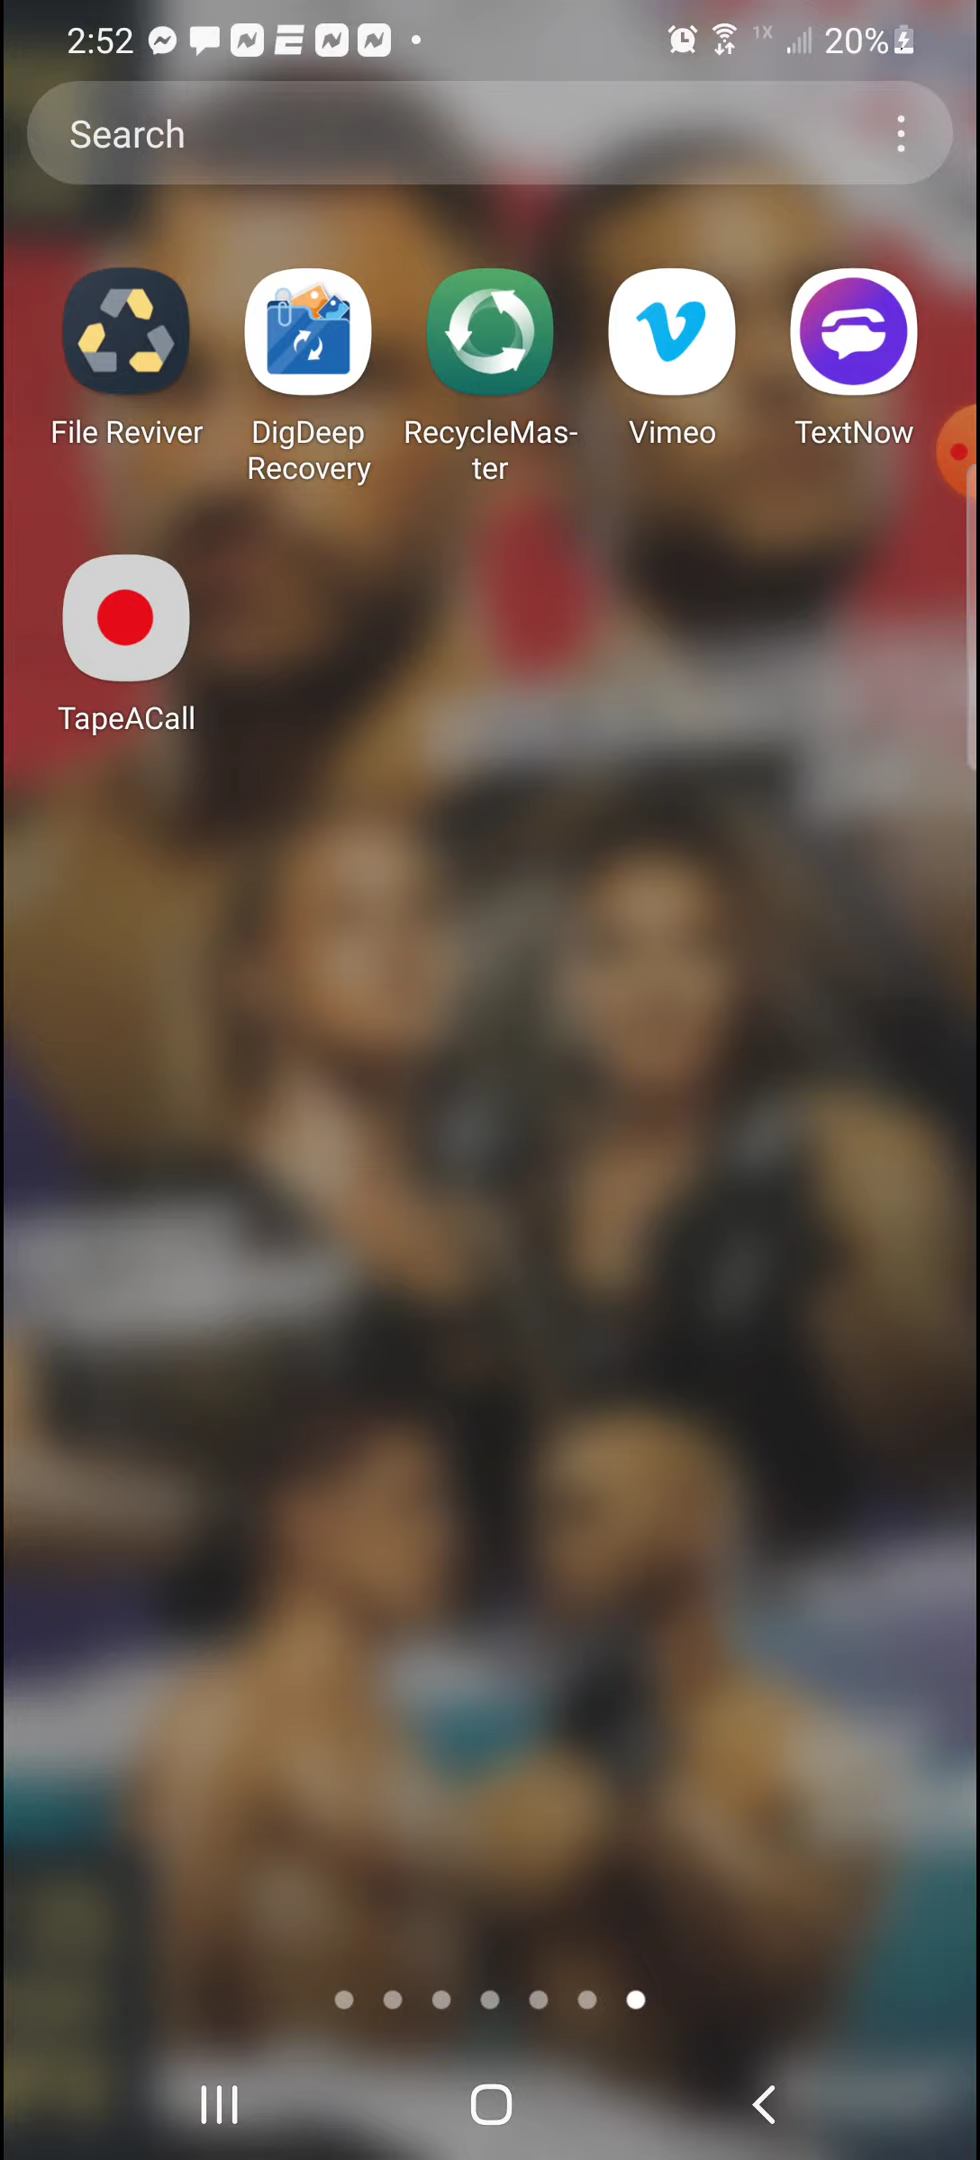 2:52 1X 20%
Search
File Reviver
DigDeep
Recovery
RecycleMas-
ter
Vimeo
TextNow
TapeACall